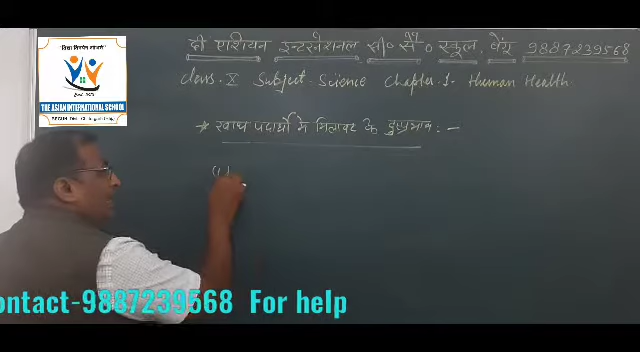 दी एशियन इन्टरनेशनल सी० से० स्कूल, बेगूं 9887239568
Class. X Subject - Science Chapter. 1. Human Health.
* खाद्य पदार्थो मे मिलावट के दुष्प्रभाव : -
(1)
THE ASIAN INTERNATIONAL SCHOOL
ontact-9887239568 For help